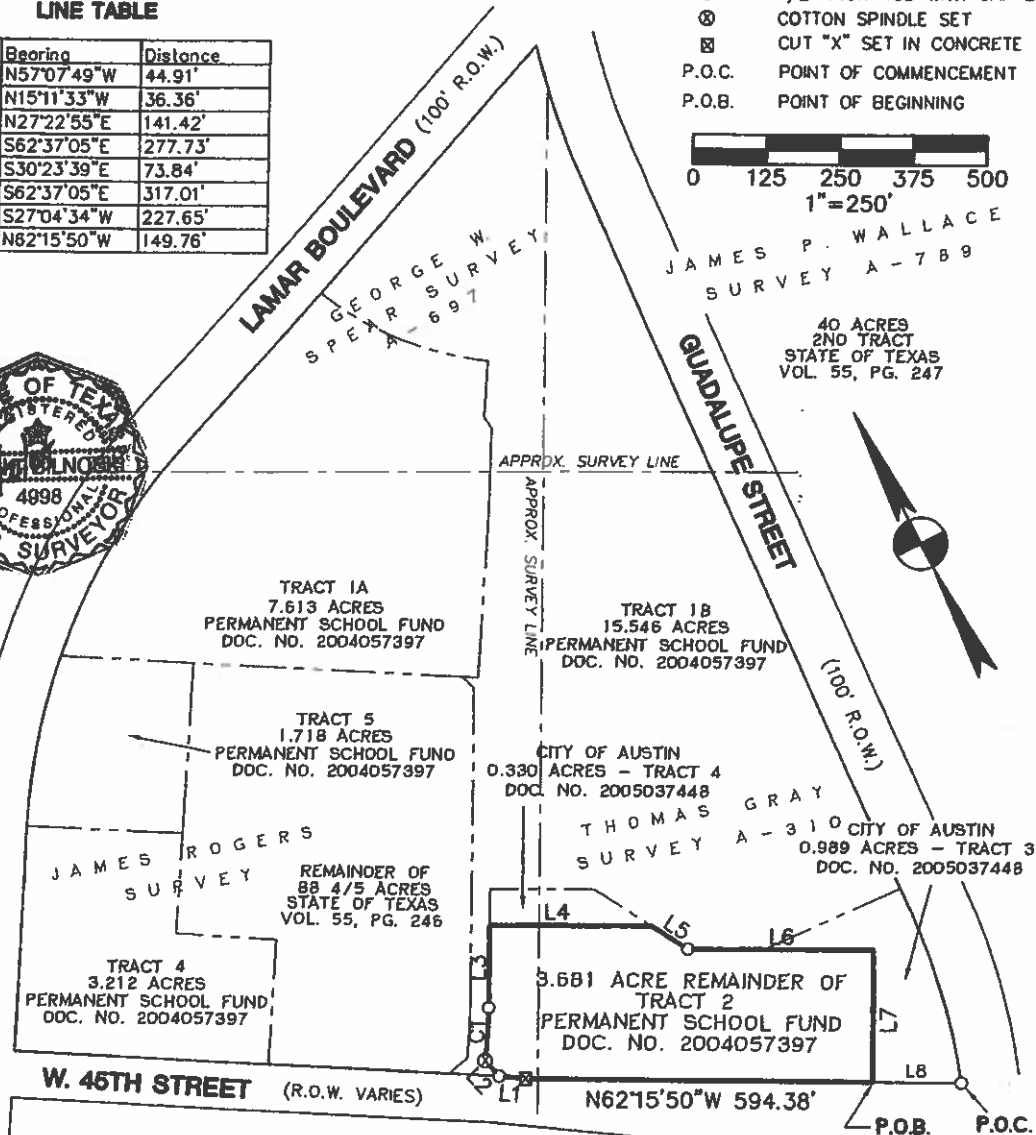 LINE TABLE
Bearing Distance
N57°07'49"W 44.91'
N15°11'33"W 36.36'
N27°22'55"E 141.42'
S62°37'05"E 277.73'
S30°23'39"E 73.84'
S62°37'05"E 317.01'
S27°04'34"W 227.65'
N62°15'50"W 149.76'
⊗ COTTON SPINDLE SET
⊠ CUT "X" SET IN CONCRETE
P.O.C. POINT OF COMMENCEMENT
P.O.B. POINT OF BEGINNING
0 125 250 375 500
1"=250'
LAMAR BOULEVARD (100' R.O.W.)
GEORGE W.
SPEAR SURVEY
A-697
JAMES P. WALLACE
SURVEY A-789
40 ACRES
2ND TRACT
STATE OF TEXAS
VOL. 55, PG. 247
GUADALUPE STREET
(100' R.O.W.)
OF TEXAS
4998
SURVEYOR
APPROX. SURVEY LINE
APPROX. SURVEY LINE
TRACT 1A
7.613 ACRES
PERMANENT SCHOOL FUND
DOC. NO. 2004057397
TRACT 1B
15.546 ACRES
PERMANENT SCHOOL FUND
DOC. NO. 2004057397
TRACT 5
1.718 ACRES
PERMANENT SCHOOL FUND
DOC. NO. 2004057397
CITY OF AUSTIN
0.330 ACRES - TRACT 4
DOC. NO. 2005037448
THOMAS GRAY
SURVEY A-310
CITY OF AUSTIN
0.989 ACRES - TRACT 3
DOC. NO. 2005037448
JAMES ROGERS
SURVEY
REMAINDER OF
88 4/5 ACRES
STATE OF TEXAS
VOL. 55, PG. 246
TRACT 4
3.212 ACRES
PERMANENT SCHOOL FUND
DOC. NO. 2004057397
L4
L5
L6
L3
C1
L2
L1
L7
L8
3.681 ACRE REMAINDER OF
TRACT 2
PERMANENT SCHOOL FUND
DOC. NO. 2004057397
W. 45TH STREET (R.O.W. VARIES)
N62°15'50"W 594.38'
P.O.B. P.O.C.